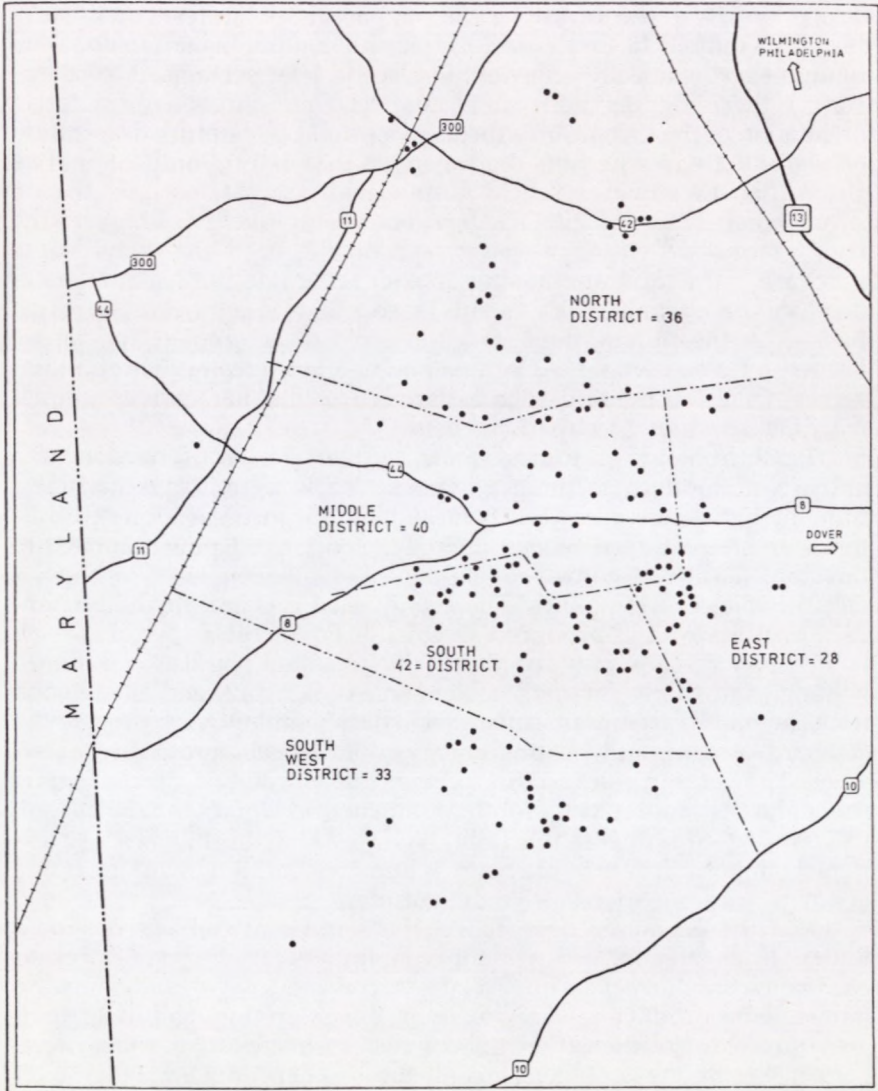 WILMINGTON
PHILADELPHIA
300
13
42
11
300
44
NORTH
DISTRICT = 36
MARYLAND
44
MIDDLE
DISTRICT = 40
8
DOVER
11
8
SOUTH
42 = DISTRICT
EAST
DISTRICT = 28
SOUTH
WEST
DISTRICT = 33
10
10